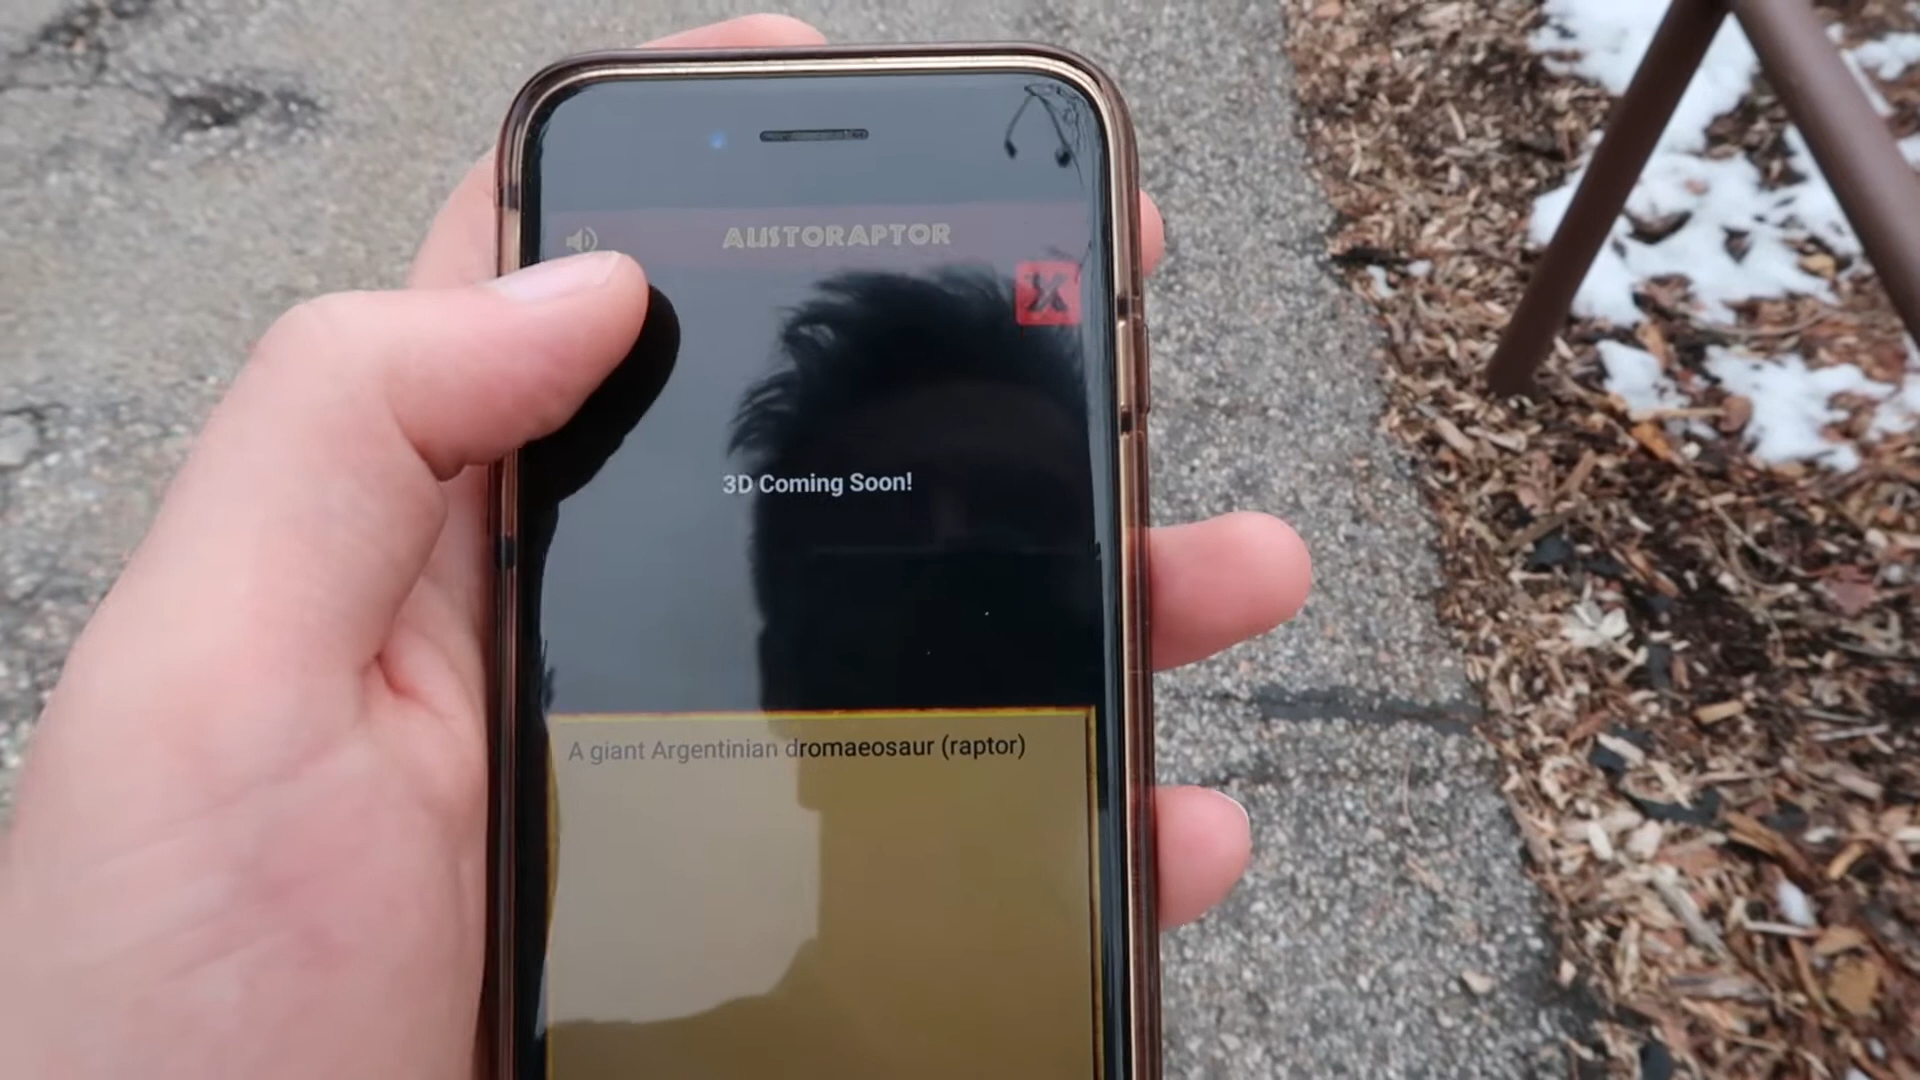 AUSTORAPTOR
3D Coming Soon!
A giant Argentinian dromaeosaur (raptor)